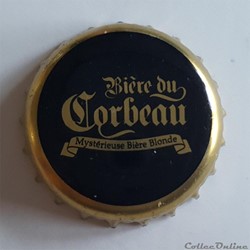 Bière du
Corbeau
Mystérieuse Bière Blonde
CollecOnline